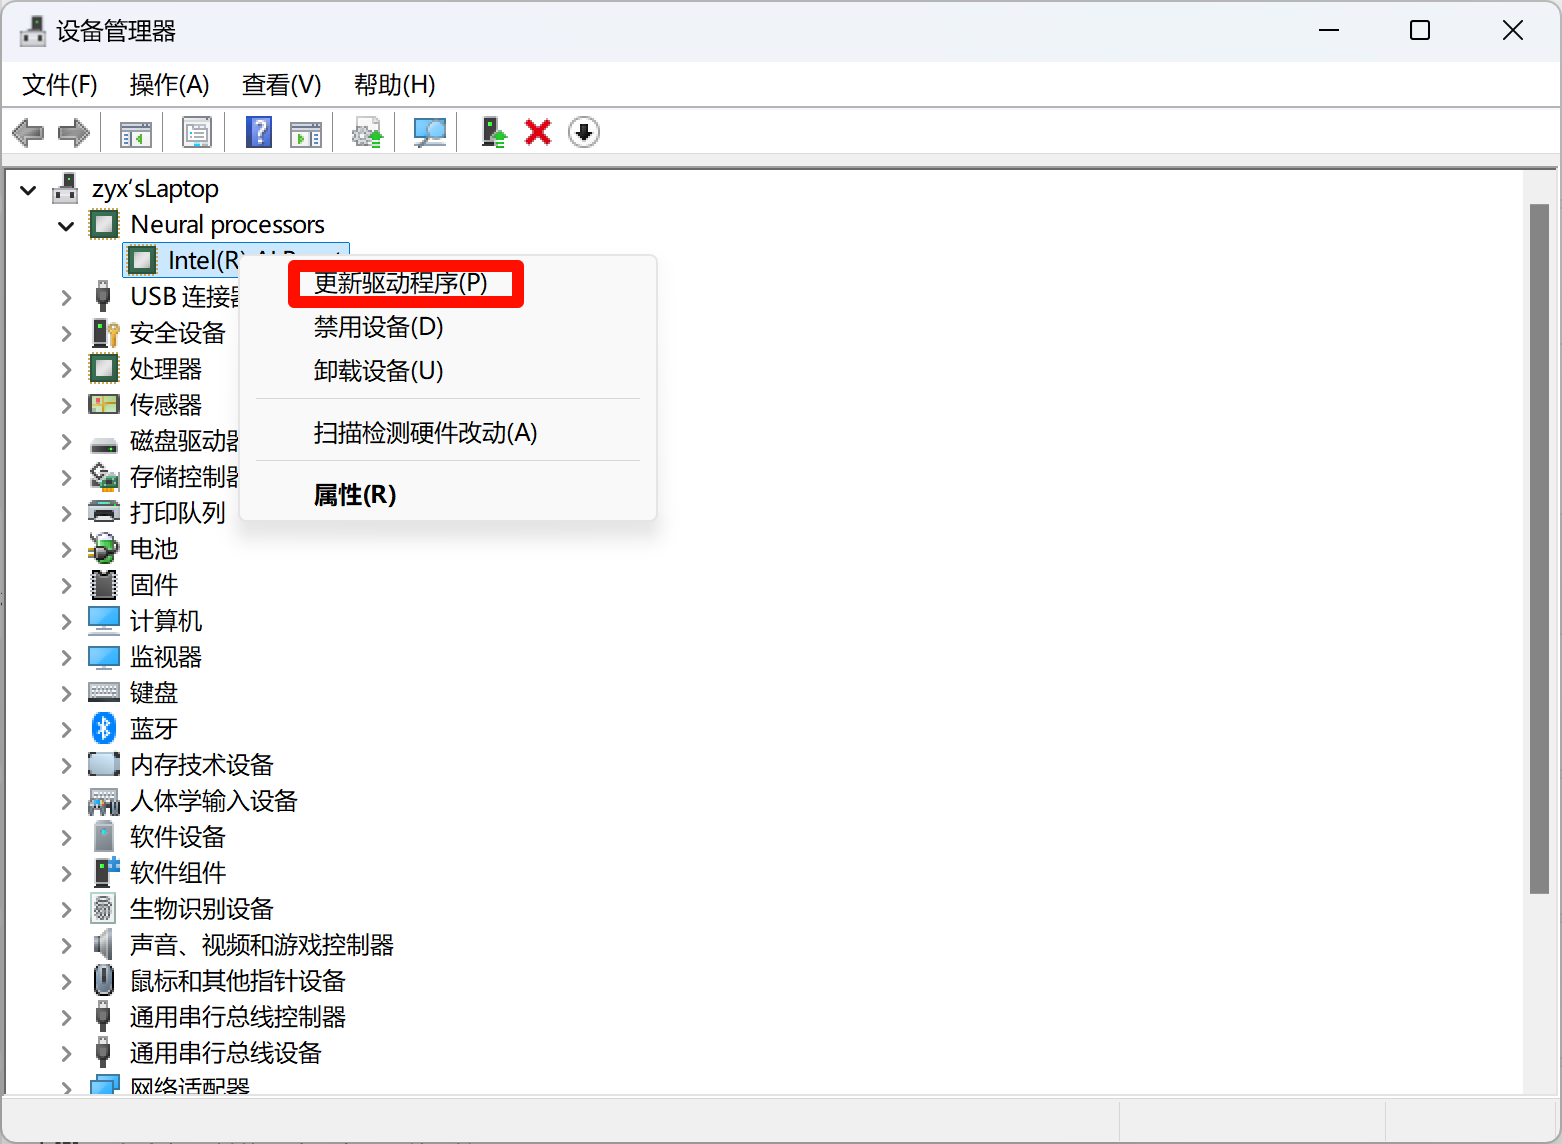 设备管理器
文件(F) 操作(A) 查看(V) 帮助(H)
zyx‘sLaptop
Neural processors
Intel(R)
更新驱动程序(P)
禁用设备(D)
卸载设备(U)
扫描检测硬件改动(A)
属性(R)
USB 连接
安全设备
处理器
传感器
磁盘驱动器
存储控制器
打印队列
电池
固件
计算机
监视器
键盘
蓝牙
内存技术设备
人体学输入设备
软件设备
软件组件
生物识别设备
声音、视频和游戏控制器
鼠标和其他指针设备
通用串行总线控制器
通用串行总线设备
网络适配器